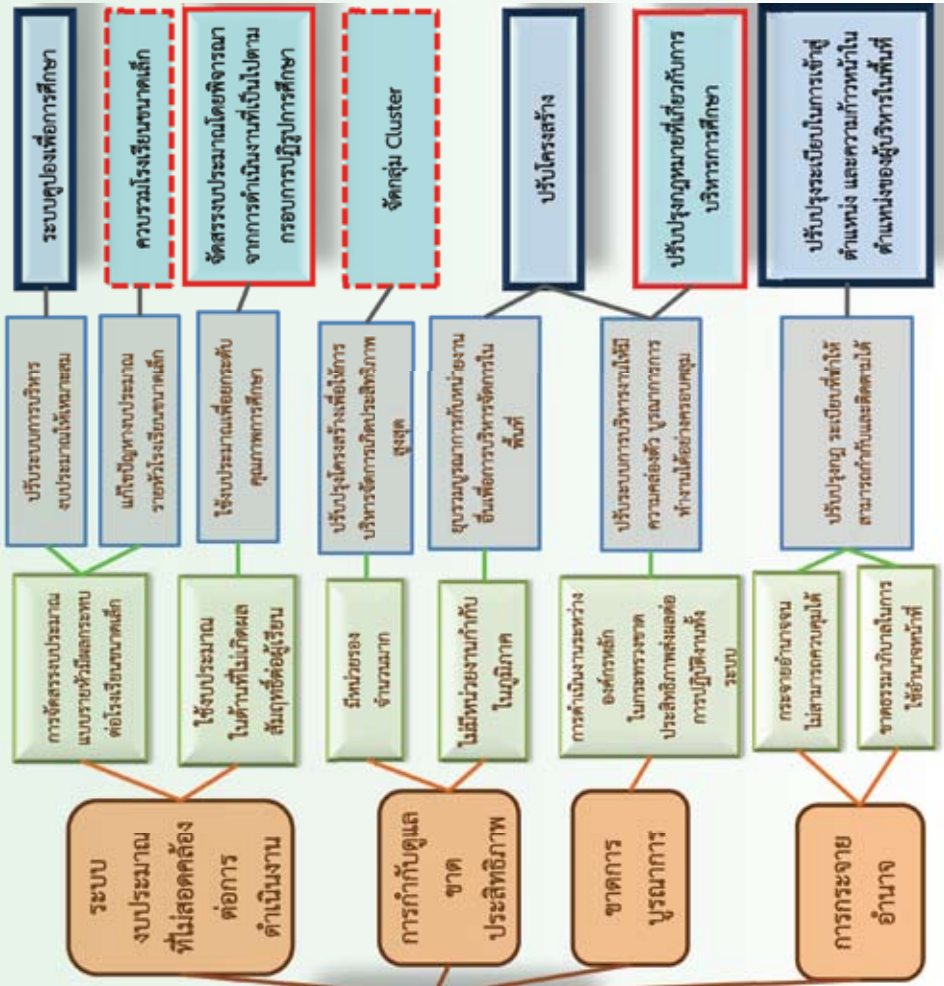 ระบบ
งบประมาณ
ที่ไม่สอดคล้อง
ต่อการ
ดำเนินงาน
การกำกับดูแล
ขาด
ประสิทธิภาพ
ขาดการ
บูรณาการ
การกระจาย
อำนาจ
การจัดสรรงบประมาณ
แบบรายหัวมีผลกระทบ
ต่อโรงเรียนขนาดเล็ก
ใช้งบประมาณ
ในด้านที่ไม่เกิดผล
สัมฤทธิ์ต่อผู้เรียน
มีหน่วยรอง
จำนวนมาก
ไม่มีหน่วยงานกำกับ
ในภูมิภาค
การดำเนินงานระหว่าง
องค์กรหลัก
ในกระทรวงขาด
ประสิทธิภาพส่งผลต่อ
การปฏิบัติงานทั้ง
ระบบ
กระจายอำนาจจน
ไม่สามารถควบคุมได้
ขาดธรรมาภิบาลในการ
ใช้อำนาจหน้าที่
ปรับระบบการบริหาร
งบประมาณให้เหมาะสม
แก้ไขปัญหางบประมาณ
รายหัวโรงเรียนขนาดเล็ก
ใช้งบประมาณเพื่อยกระดับ
คุณภาพการศึกษา
ปรับปรุงโครงสร้างเพื่อให้การ
บริหารจัดการเกิดประสิทธิภาพ
สูงสุด
ยุบรวมบูรณาการกับหน่วยงาน
อื่นเพื่อการบริหารจัดการใน
พื้นที่
ปรับระบบการบริหารงานให้มี
ความคล่องตัว บูรณาการการ
ทำงานได้อย่างครอบคลุม
ปรับปรุงกฎ ระเบียบที่ทำให้
สามารถกำกับและติดตามได้
ระบบคูปองเพื่อการศึกษา
ควบรวมโรงเรียนขนาดเล็ก
จัดสรรงบประมาณโดยพิจารณา
จากการดำเนินงานที่เป็นไปตาม
กรอบการปฏิรูปการศึกษา
จัดกลุ่ม Cluster
ปรับโครงสร้าง
ปรับปรุงกฎหมายที่เกี่ยวกับการ
บริหารการศึกษา
ปรับปรุงระเบียบในการเข้าสู่
ตำแหน่ง และความก้าวหน้าใน
ตำแหน่งของผู้บริหารในพื้นที่